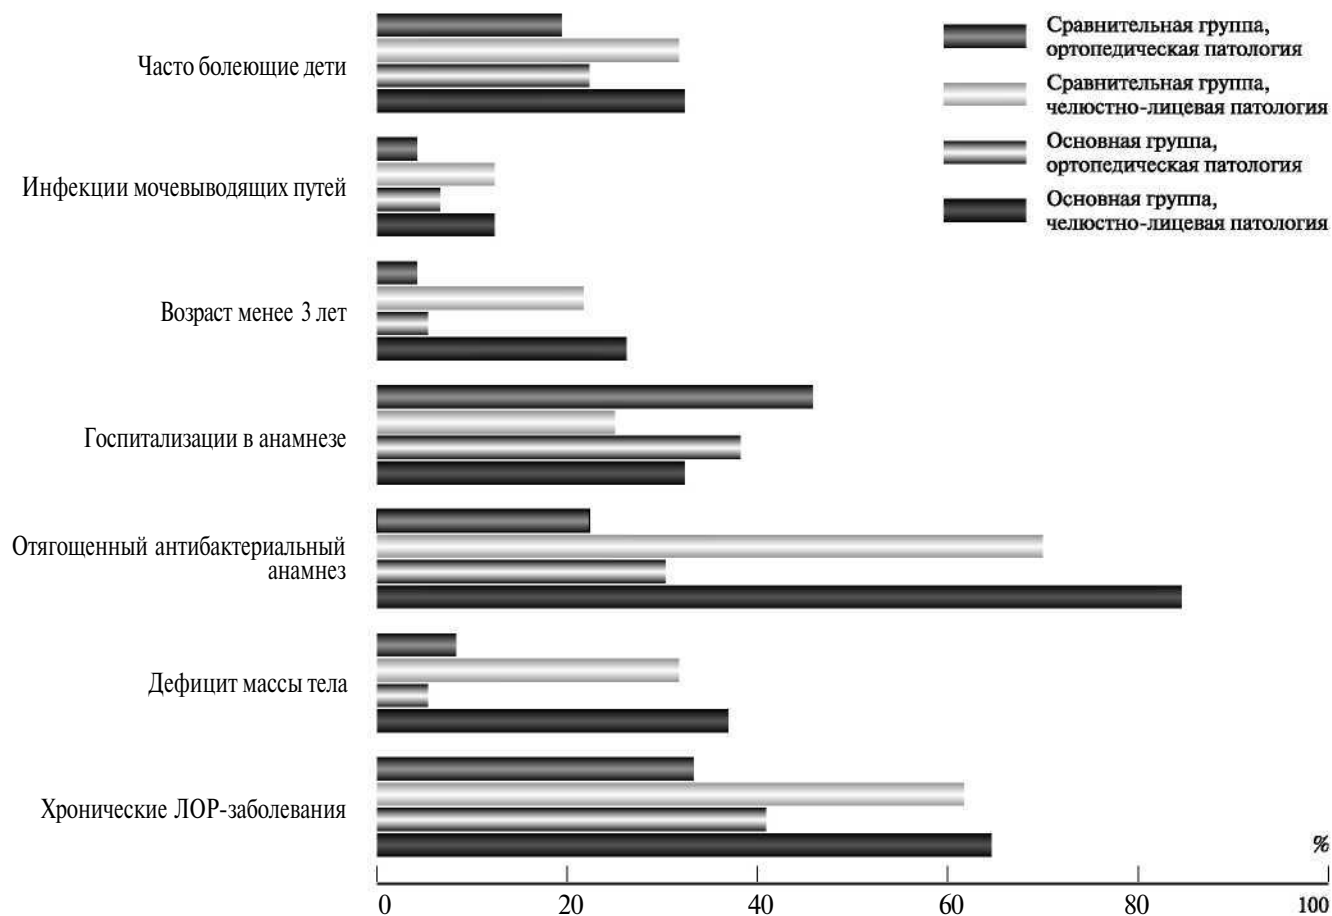 Часто болеющие дети
Инфекции мочевыводящих путей
Возраст менее 3 лет
Госпитализации в анамнезе
Отягощенный антибактериальный
анамнез
Дефицит массы тела
Хронические ЛОР-заболевания
Сравнительная группа,
ортопедическая патология
Сравнительная группа,
челюстно-лицевая патология
Основная группа,
ортопедическая патология
Основная группа,
челюстно-лицевая патология
%
0 20 40 60 80 100